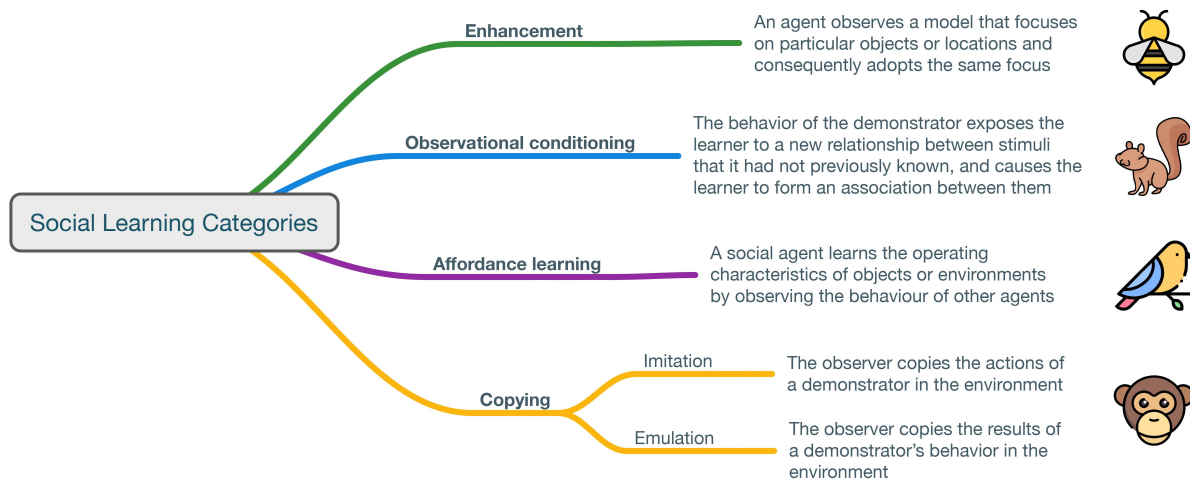 Social Learning Categories
Enhancement
An agent observes a model that focuses
on particular objects or locations and
consequently adopts the same focus
Observational conditioning
The behavior of the demonstrator exposes the
learner to a new relationship between stimuli
that it had not previously known, and causes the
learner to form an association between them
Affordance learning
A social agent learns the operating
characteristics of objects or environments
by observing the behaviour of other agents
Copying
Imitation
The observer copies the actions of
a demonstrator in the environment
Emulation
The observer copies the results of
a demonstrator’s behavior in the
environment